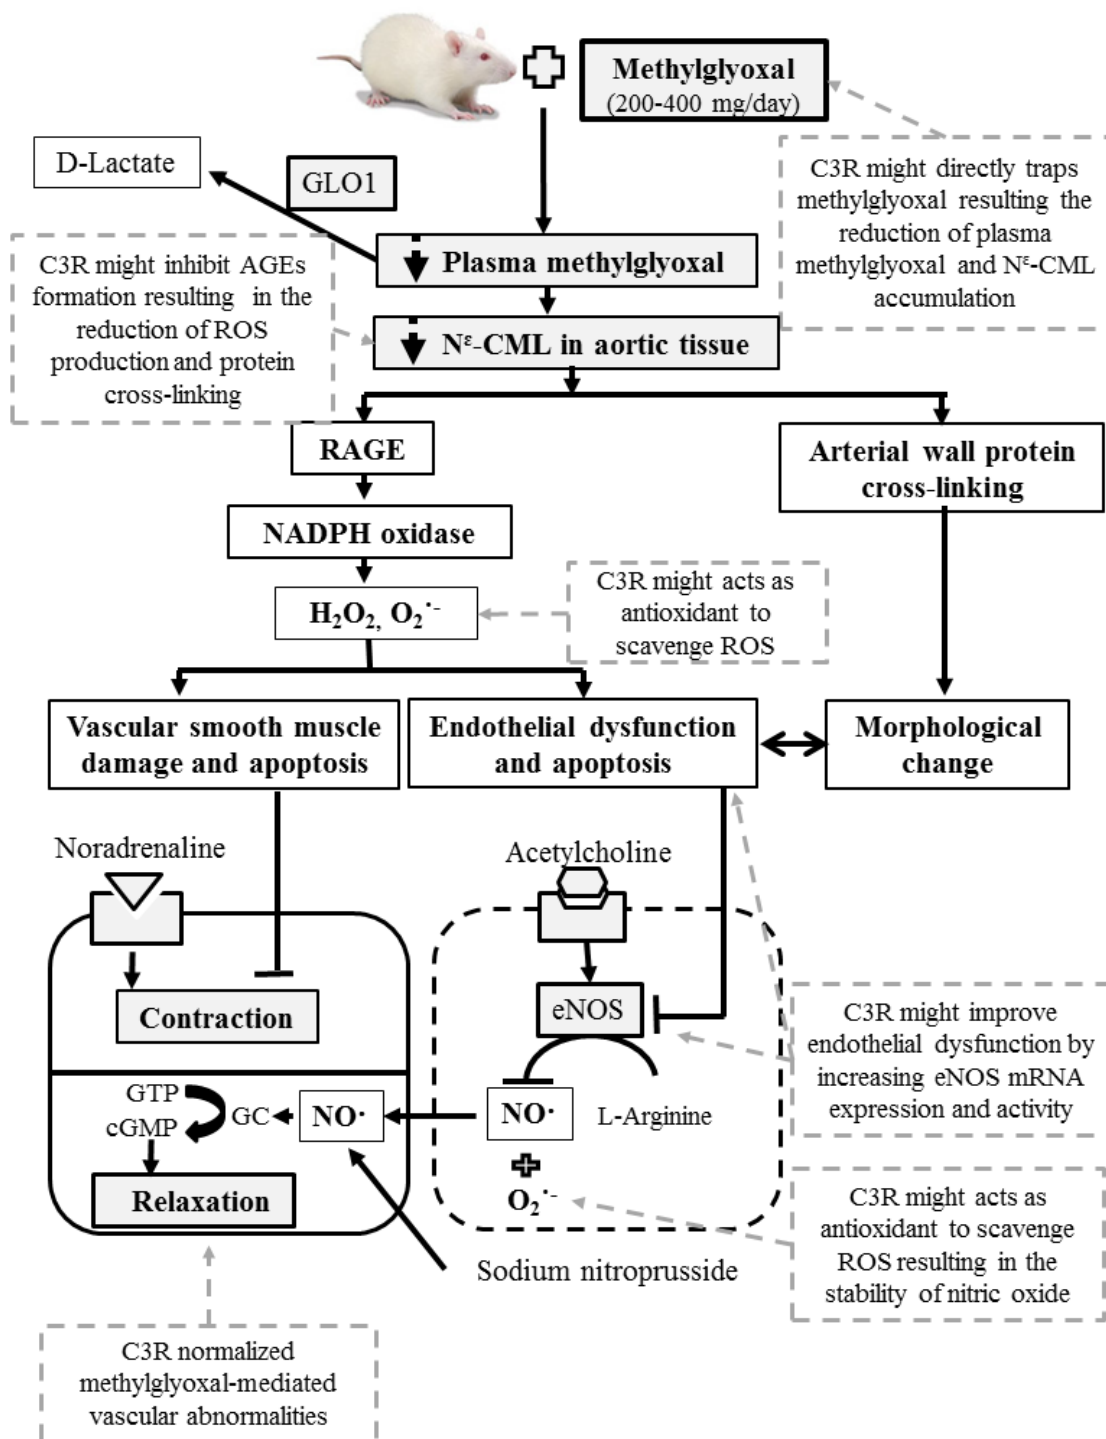 Methylglyoxal
(200-400 mg/day)
D-Lactate
GLO1
C3R might directly traps
methylglyoxal resulting the
reduction of plasma
methylglyoxal and Nᵋ-CML
accumulation
Plasma methylglyoxal
C3R might inhibit AGEs
formation resulting in the
reduction of ROS
production and protein
cross-linking
Nᵋ-CML in aortic tissue
RAGE
Arterial wall protein
cross-linking
NADPH oxidase
H₂O₂, O₂˙⁻
C3R might acts as
antioxidant to
scavenge ROS
Vascular smooth muscle
damage and apoptosis
Endothelial dysfunction
and apoptosis
Morphological
change
Noradrenaline
Acetylcholine
Contraction
eNOS
C3R might improve
endothelial dysfunction by
increasing eNOS mRNA
expression and activity
GTP
cGMP
GC
NO·
NO·
L-Arginine
O₂˙⁻
Relaxation
C3R might acts as
antioxidant to scavenge
ROS resulting in the
stability of nitric oxide
Sodium nitroprusside
C3R normalized
methylglyoxal-mediated
vascular abnormalities